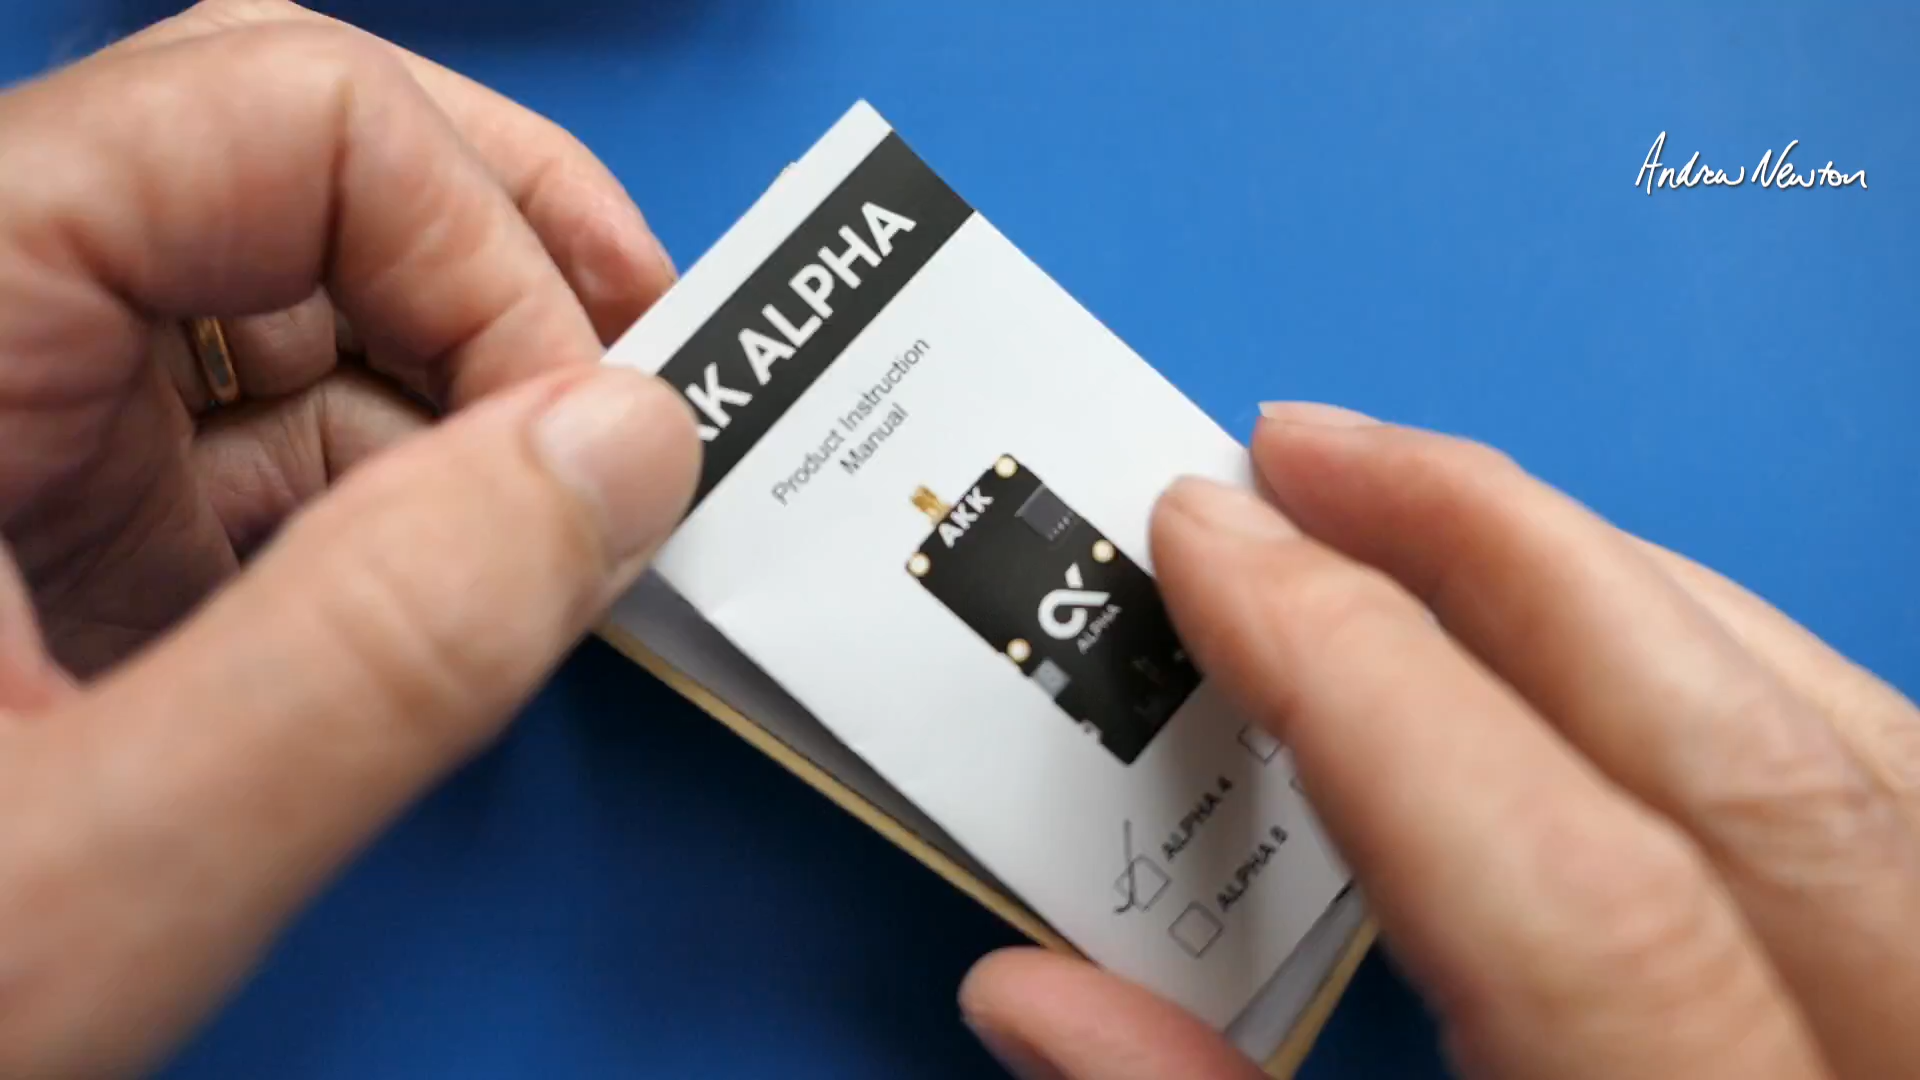 Andrew Newton
AKK ALPHA
Product Instruction
Manual
AKK
ALPHA
ALPHA 4
ALPHA 5